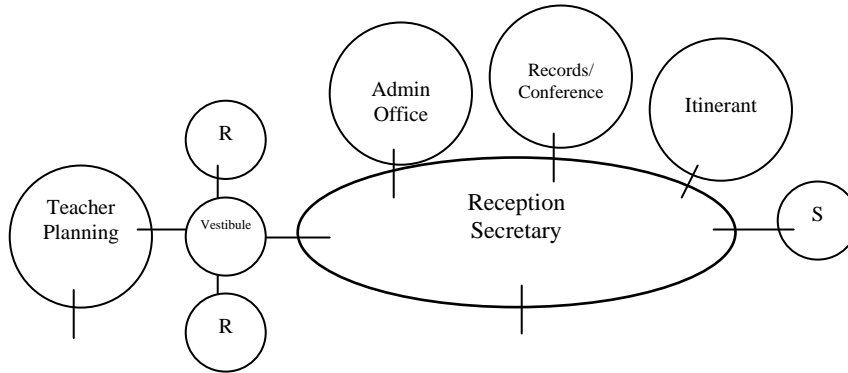 Admin
Office
Records/
Conference
Itinerant
R
Teacher
Planning
Vestibule
Reception
Secretary
S
R